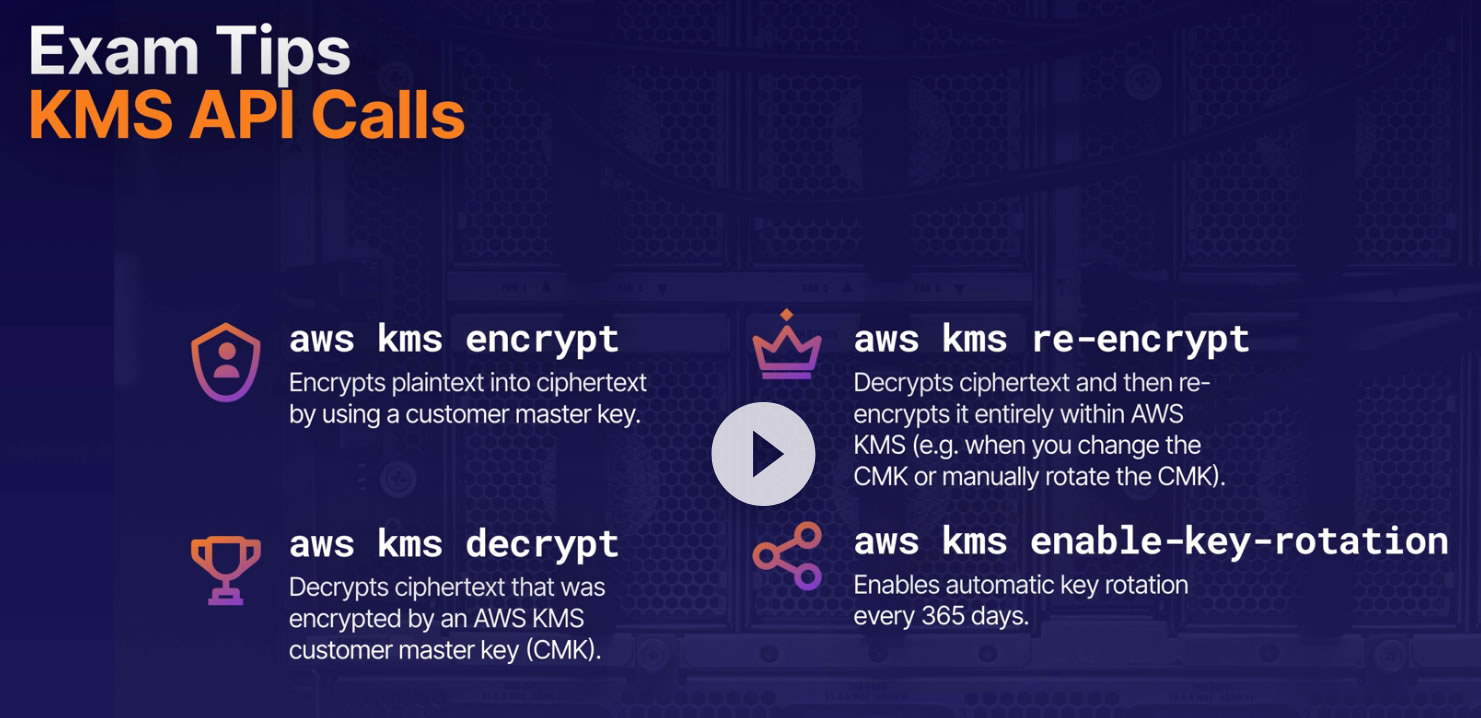 Exam Tips
KMS API Calls
aws kms encrypt
Encrypts plaintext into ciphertext
by using a customer master key.
aws kms decrypt
Decrypts ciphertext that was
encrypted by an AWS KMS
customer master key (CMK).
aws kms re-encrypt
Decrypts ciphertext and then re-
encrypts it entirely within AWS
KMS (e.g. when you change the
CMK or manually rotate the CMK).
aws kms enable-key-rotation
Enables automatic key rotation
every 365 days.